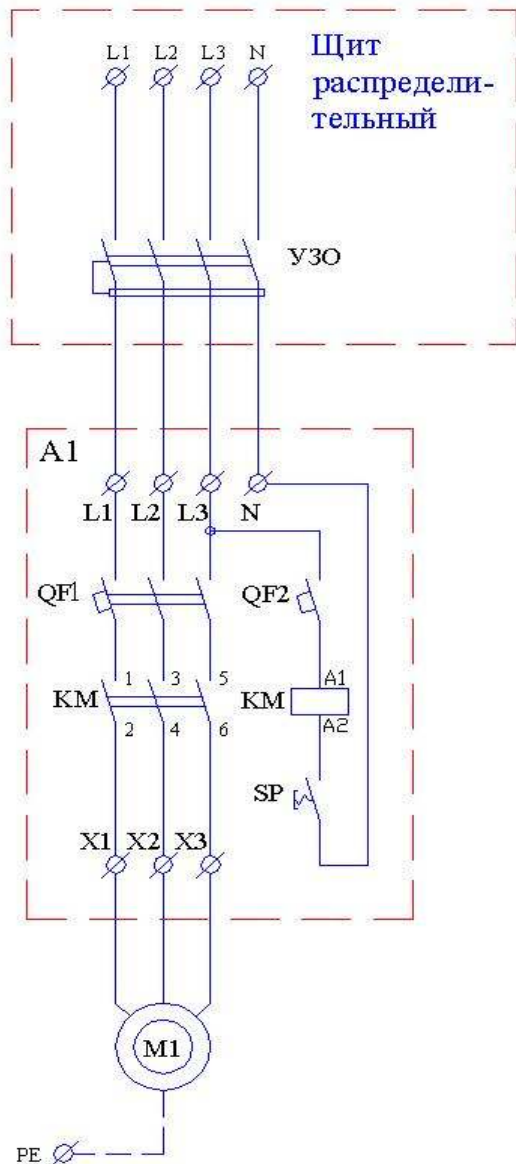 L1 L2 L3 N
Щит
распредели-
тельный
УЗО
A1
L1 L2 L3 N
QF1 QF2
1 3 5 A1
KM KM
2 4 6 A2
SP
X1 X2 X3
M1
PE